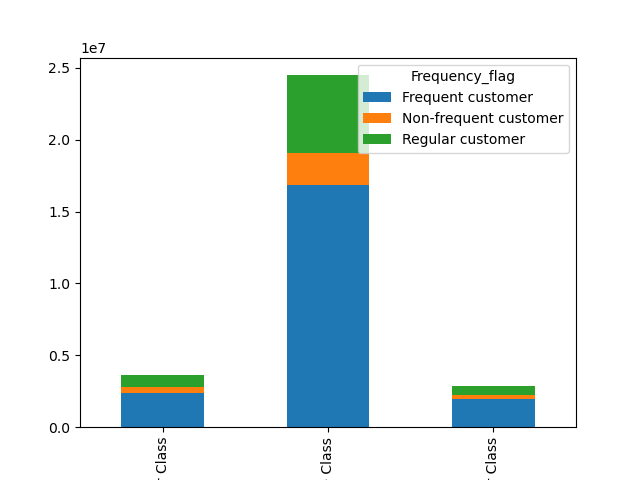 1e7
2.5
2.0
1.5
1.0
0.5
0.0
Frequency_flag
Frequent customer
Non-frequent customer
Regular customer
Class
Class
Class